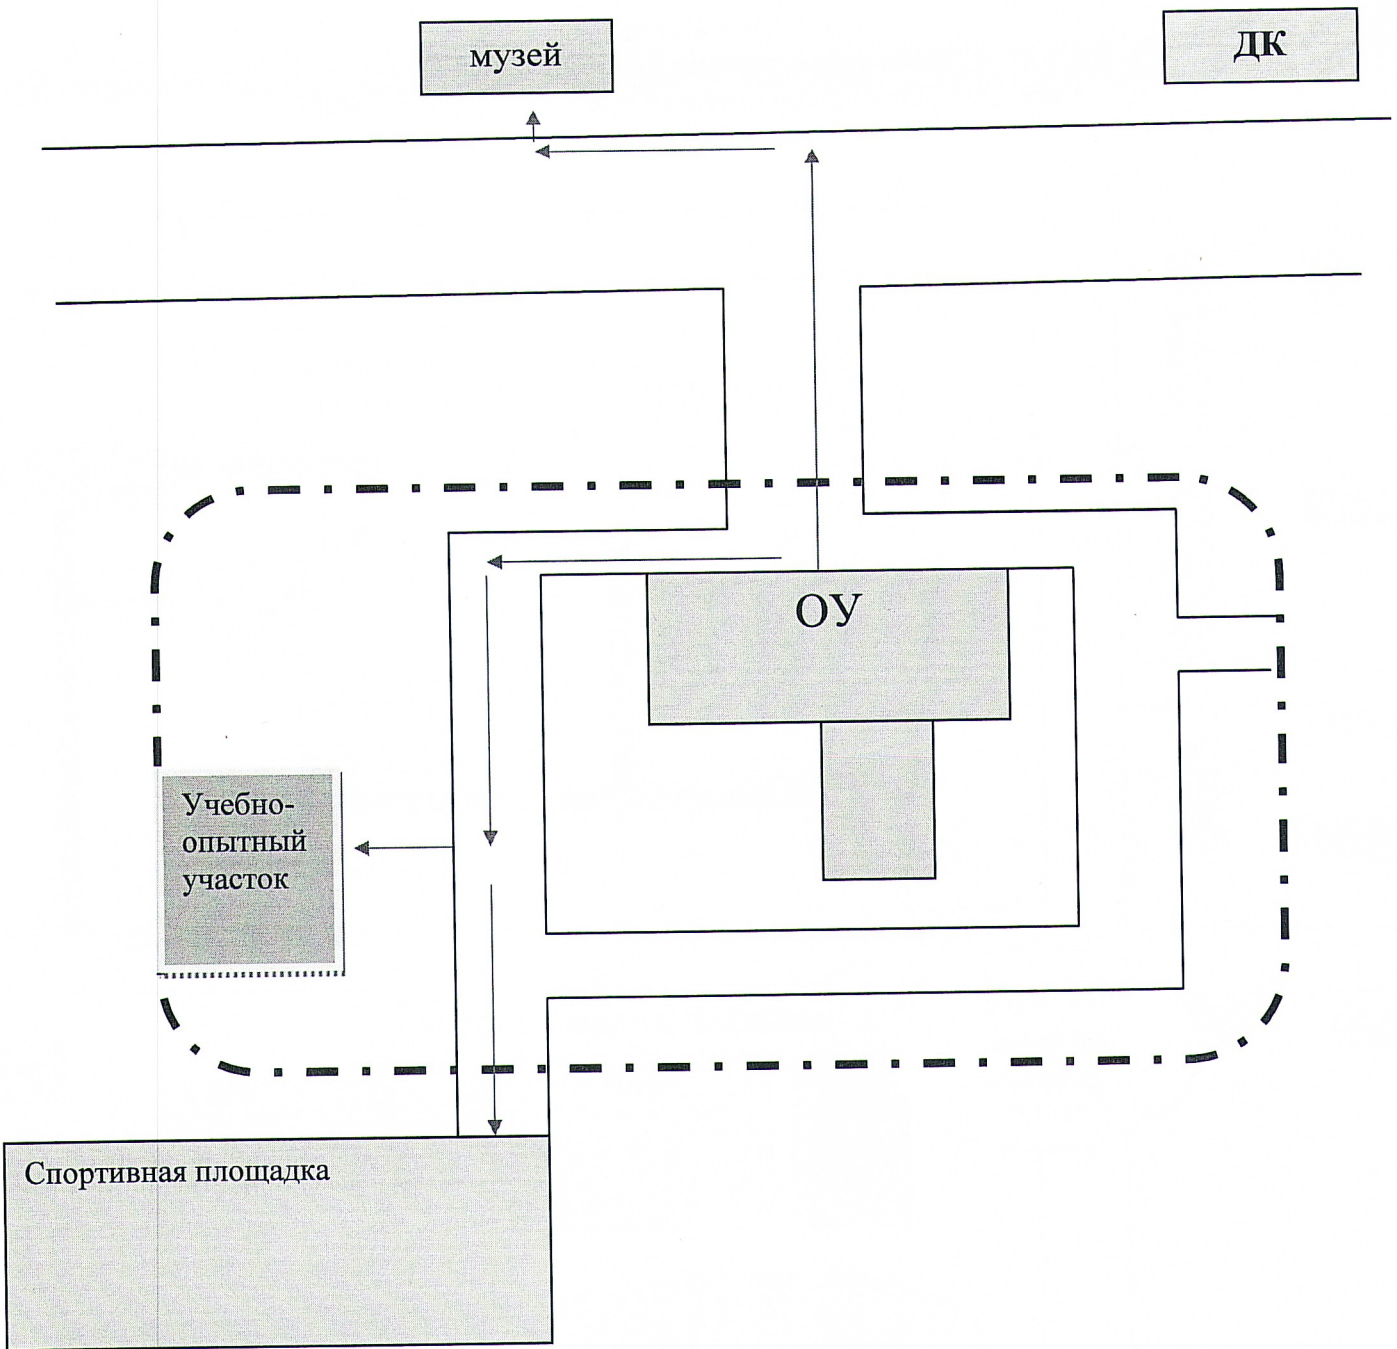 музей
ДК
ОУ
Учебно-
опытный
участок
Спортивная площадка